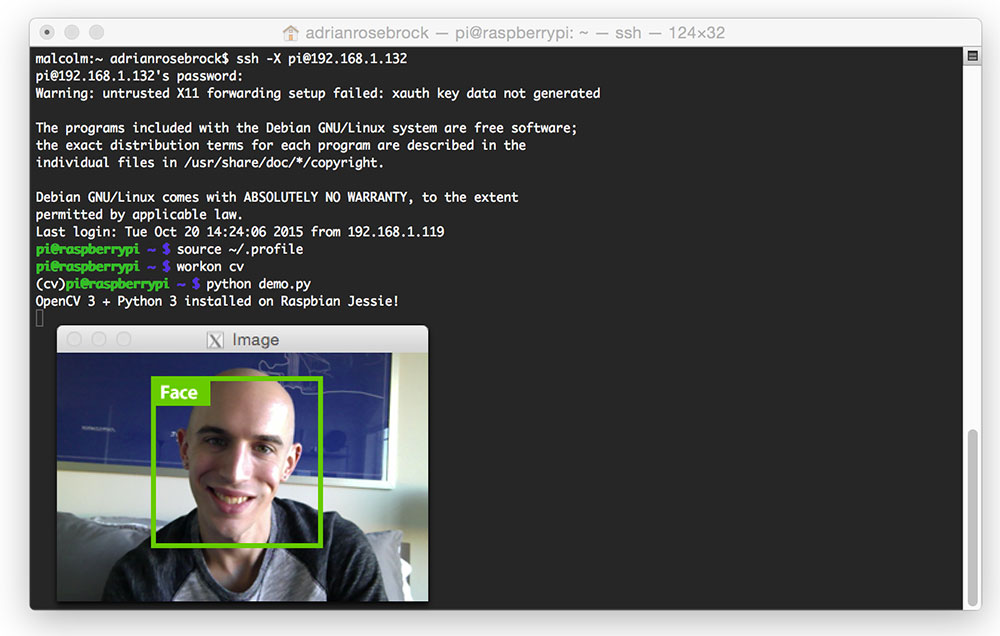 adrianrosebrock — pi@raspberrypi: ~ — ssh — 124×32
malcolm:~ adrianrosebrock$ ssh -X pi@192.168.1.132
pi@192.168.1.132's password:
Warning: untrusted X11 forwarding setup failed: xauth key data not generated
The programs included with the Debian GNU/Linux system are free software;
the exact distribution terms for each program are described in the
individual files in /usr/share/doc/*/copyright.
Debian GNU/Linux comes with ABSOLUTELY NO WARRANTY, to the extent
permitted by applicable law.
Last login: Tue Oct 20 14:24:06 2015 from 192.168.1.119
pi@raspberrypi ~ $ source ~/.profile
pi@raspberrypi ~ $ workon cv
(cv)pi@raspberrypi ~ $ python demo.py
OpenCV 3 + Python 3 installed on Raspbian Jessie!
X Image
Face